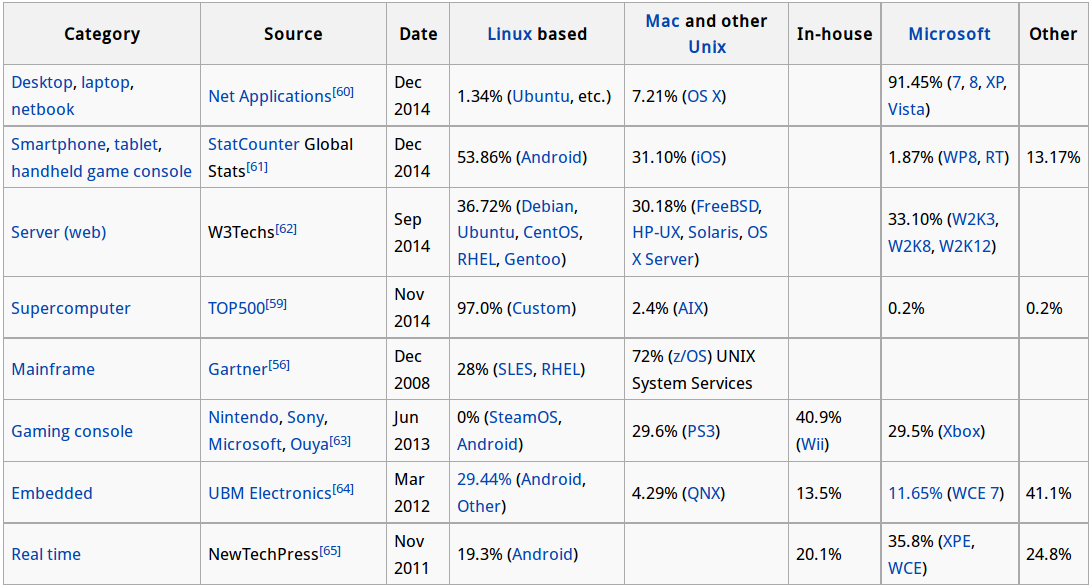 Category Source Date Linux based Mac and other Unix In-house Microsoft Other
Desktop, laptop, netbook Net Applications[60] Dec 2014 1.34% (Ubuntu, etc.) 7.21% (OS X) 91.45% (7, 8, XP, Vista)
Smartphone, tablet, handheld game console StatCounter Global Stats[61] Dec 2014 53.86% (Android) 31.10% (iOS) 1.87% (WP8, RT) 13.17%
Server (web) W3Techs[62] Sep 2014 36.72% (Debian, Ubuntu, CentOS, RHEL, Gentoo) 30.18% (FreeBSD, HP-UX, Solaris, OS X Server) 33.10% (W2K3, W2K8, W2K12)
Supercomputer TOP500[59] Nov 2014 97.0% (Custom) 2.4% (AIX) 0.2% 0.2%
Mainframe Gartner[56] Dec 2008 28% (SLES, RHEL) 72% (z/OS) UNIX System Services
Gaming console Nintendo, Sony, Microsoft, Ouya[63] Jun 2013 0% (SteamOS, Android) 29.6% (PS3) 40.9% (Wii) 29.5% (Xbox)
Embedded UBM Electronics[64] Mar 2012 29.44% (Android, Other) 4.29% (QNX) 13.5% 11.65% (WCE 7) 41.1%
Real time NewTechPress[65] Nov 2011 19.3% (Android) 20.1% 35.8% (XPE, WCE) 24.8%